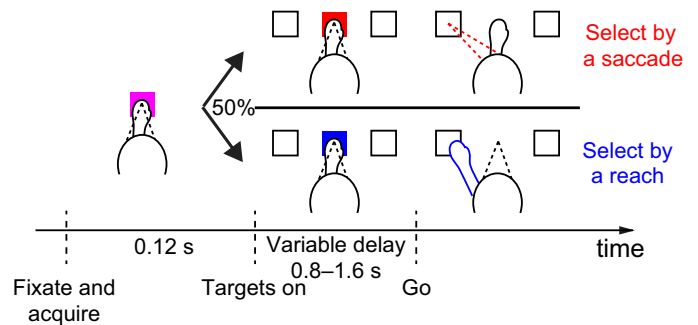 Select by
a saccade
50%
Select by
a reach
0.12 s
Variable delay
0.8–1.6 s
time
Fixate and
acquire
Targets on
Go